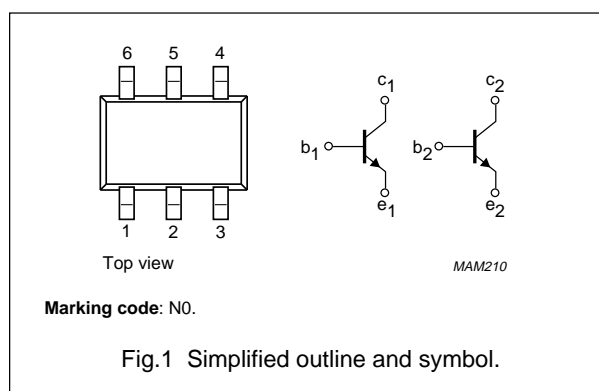 6 5 4
1 2 3
Top view
c1 c2
b1 b2
e1 e2
MAM210
Marking code: N0.
Fig.1 Simplified outline and symbol.